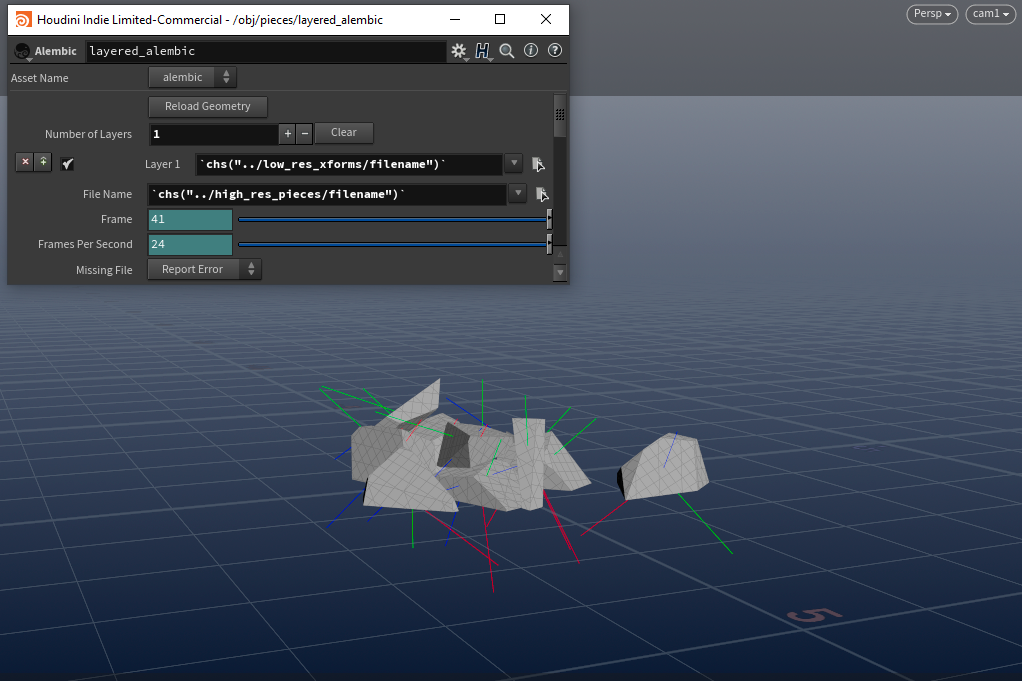 Houdini Indie Limited-Commercial - /obj/pieces/layered_alembic
Persp
cam1
Alembic
layered_alembic
Asset Name
alembic
Reload Geometry
Number of Layers
1
Clear
Layer 1
`chs("../low_res_xforms/filename")`
File Name
`chs("../high_res_pieces/filename")`
Frame
41
Frames Per Second
24
Missing File
Report Error
5